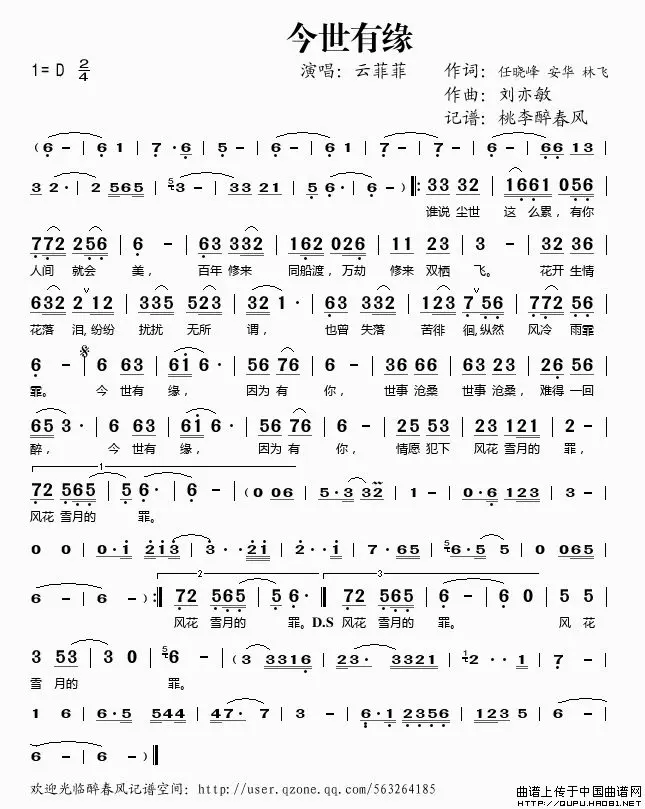 今世有缘
1=D 2/4 演唱：云菲菲 作词：任晓峰 安华 林飞
作曲：刘亦敏
记谱：桃李醉春风
(6 - | 6 1 | 7·6 | 5 - | 6 - | 6 1 | 7 - | 7 - | 6 - | 66 13 |
3 2· | 2 565 | 53 - | 33 21 | 5 6· | 6 - ) ‖: 33 32 | 1661 056 |
谁说 尘世 这 么累, 有你
772 256 | 6 - | 63 332 | 162 026 | 11 23 | 3 - | 32 36 |
人间 就会 美, 百年 修来 同船渡, 万劫 修来 双栖 飞。 花开 生情
632 2 v 12 | 335 523 | 32 1· | 63 332 | 123 7 v 56 | 772 56 |
花落 泪, 纷纷 扰扰 无所 谓, 也曾 失落 苦徘 徊, 纵然 风冷 雨霏
6 - | 6 63 | 6i 6· | 56 76 | 6 - | 36 66 | 63 23 | 26 56 |
霏。 今 世有 缘, 因为 有 你, 世事 沧桑 世事 沧桑, 难得 一回
65 3· | 6 63 | 6i 6· | 56 76 | 6 - | 25 53 | 23 121 | 2 - |
醉, 今 世有 缘, 因为 有 你, 情愿 犯下 风花 雪月的 罪,
1
72 565 | 5 6· | 6 - | (0 06 | 5·3 32 | 1 - | 0·6 123 | 3 - |
风花 雪月的 罪。
0 0 | 0·i 2i3 | 3··2i | 2··i | 7·65 | 56·5 5 | 0 065 |
2 3
6 - | 6 - ) :‖ 72 565 | 5 6· :‖ 72 565 | 6 - | 6 0 | 5 5 |
风花 雪月的 罪。D.S 风花 雪月的 罪。 风 花
3 53 | 3 0 | 56 - | 6 - | (3 3316 | 23· 3321 | 12··1 | 7 - |
雪 月的 罪。
1 6 | 6·5 544 | 47· 7 | 3 - | 6·1 2356 | 123 5 | 6 - |
6 - | 6 - )‖
欢迎光临醉春风记谱空间：http://user.qzone.qq.com/563264185
曲谱上传于中国曲谱网
http://QUPU.HAO81.NET